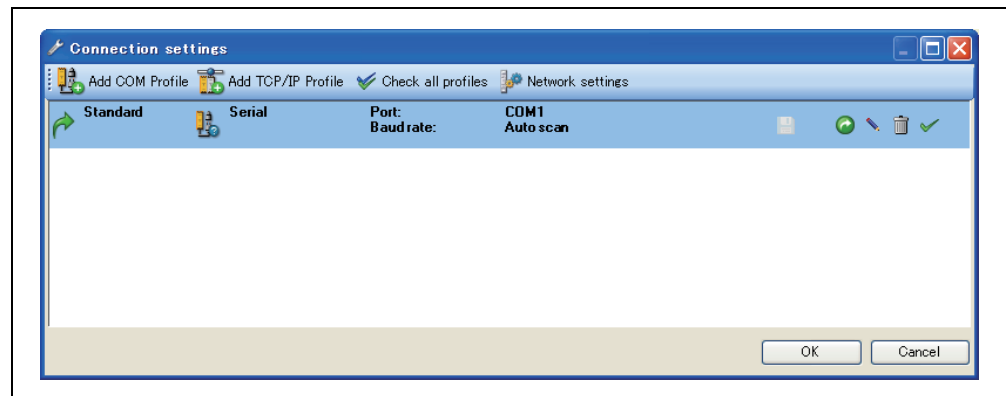 Connection settings
Add COM Profile Add TCP/IP Profile Check all profiles Network settings
Standard Serial Port: COM1
Baud rate: Auto scan
OK Cancel